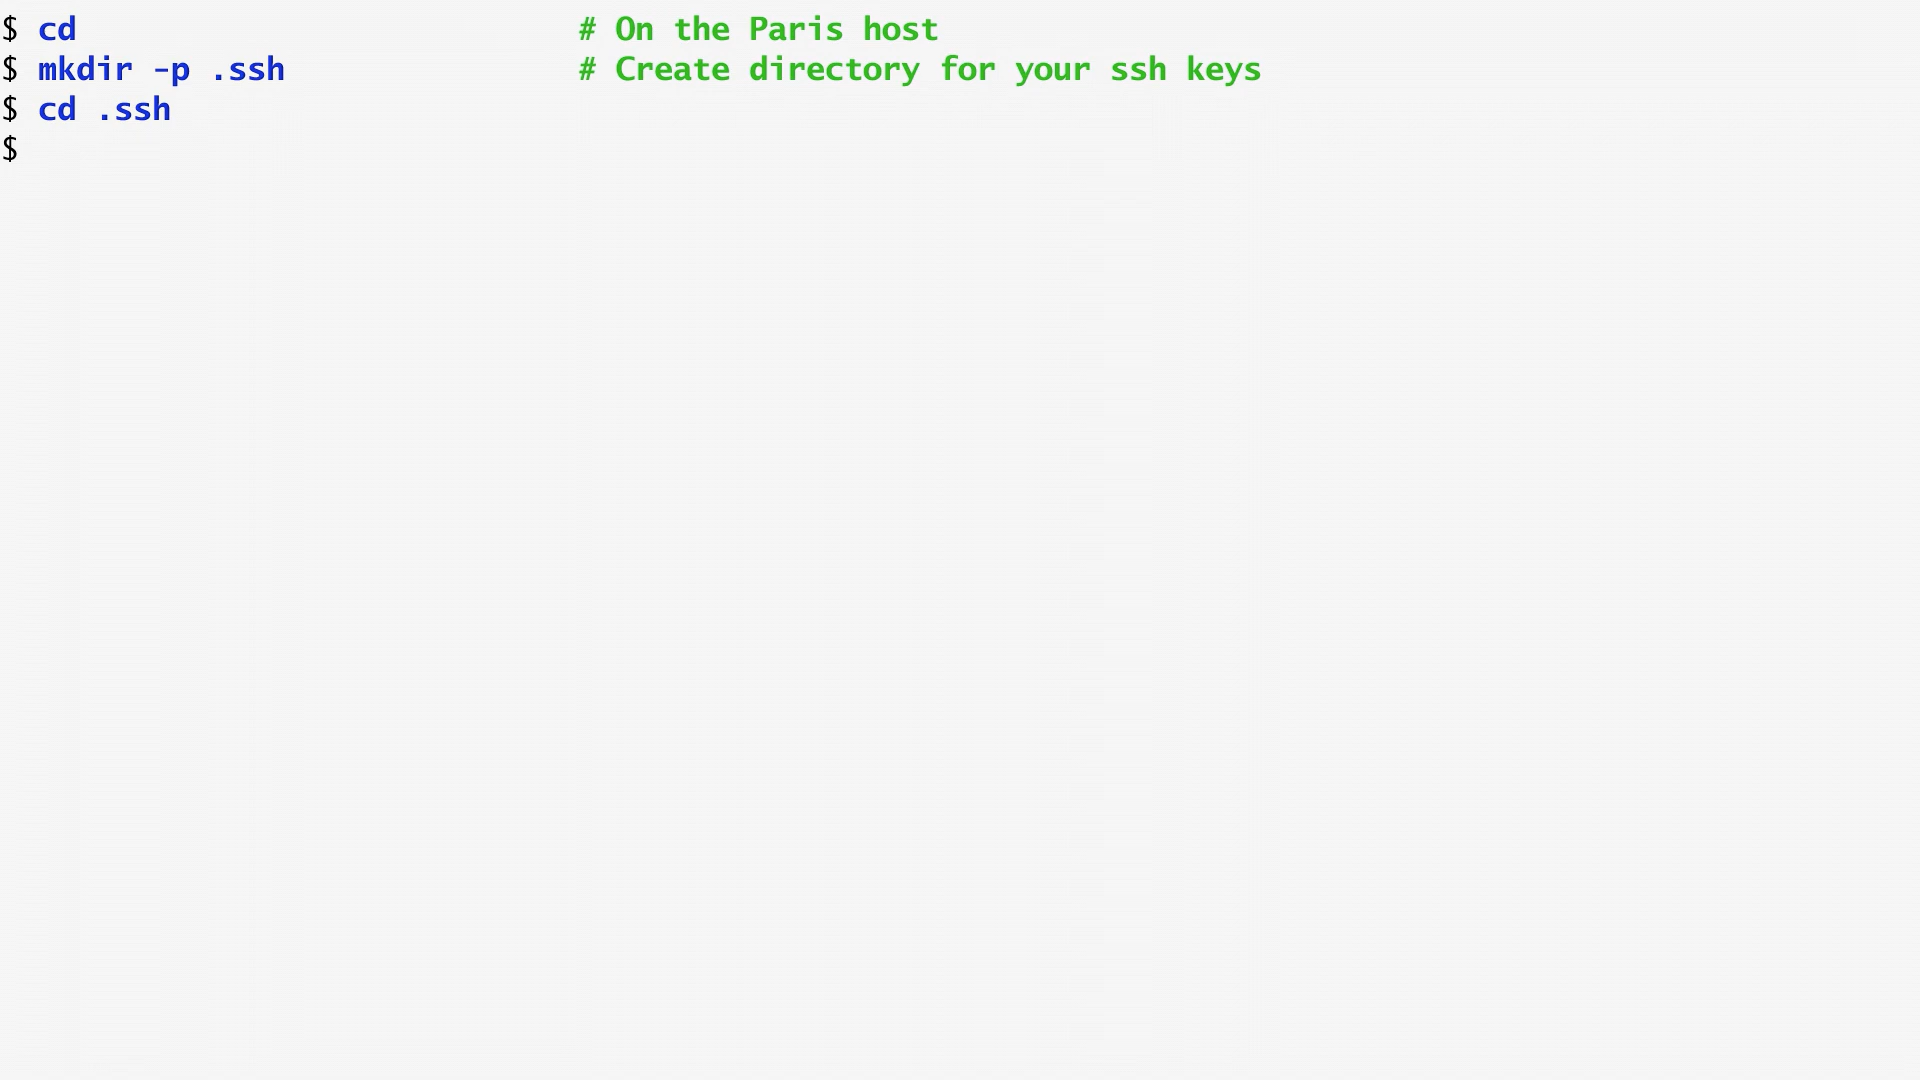 $ cd # On the Paris host
$ mkdir -p .ssh # Create directory for your ssh keys
$ cd .ssh
$